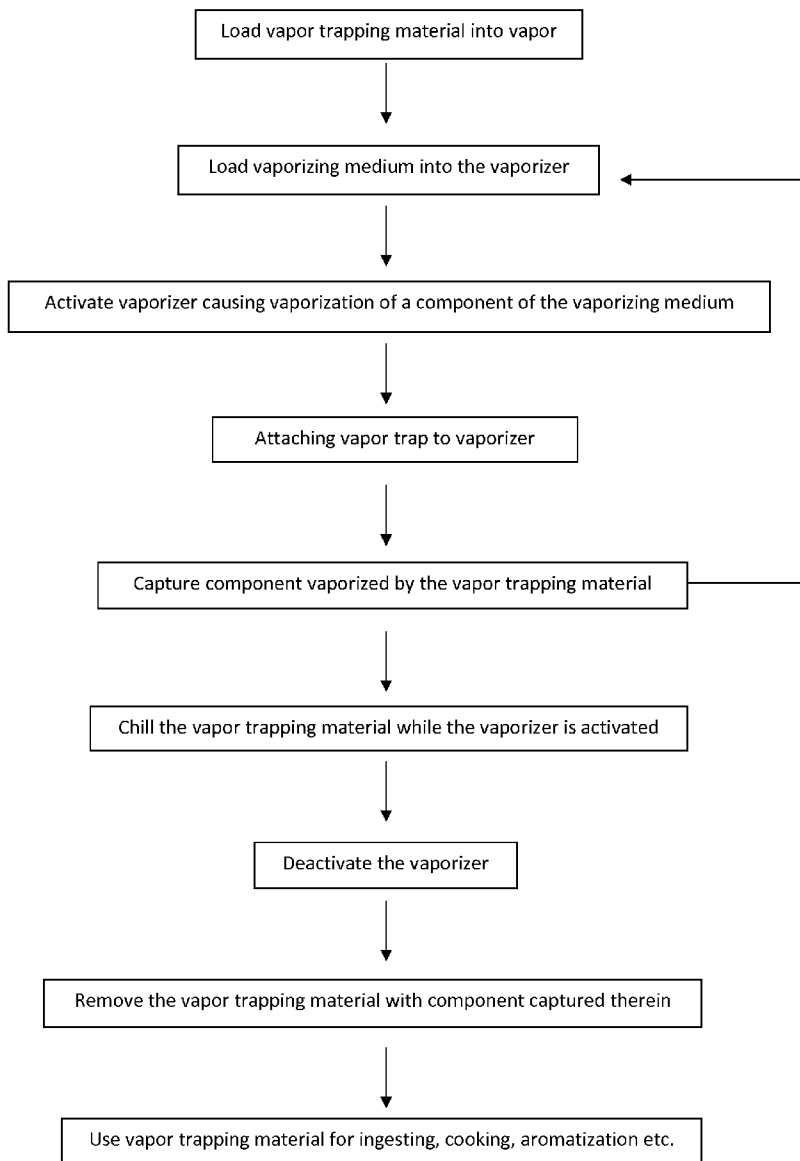 Load vapor trapping material into vapor
Load vaporizing medium into the vaporizer
Activate vaporizer causing vaporization of a component of the vaporizing medium
Attaching vapor trap to vaporizer
Capture component vaporized by the vapor trapping material
Chill the vapor trapping material while the vaporizer is activated
Deactivate the vaporizer
Remove the vapor trapping material with component captured therein
Use vapor trapping material for ingesting, cooking, aromatization etc.